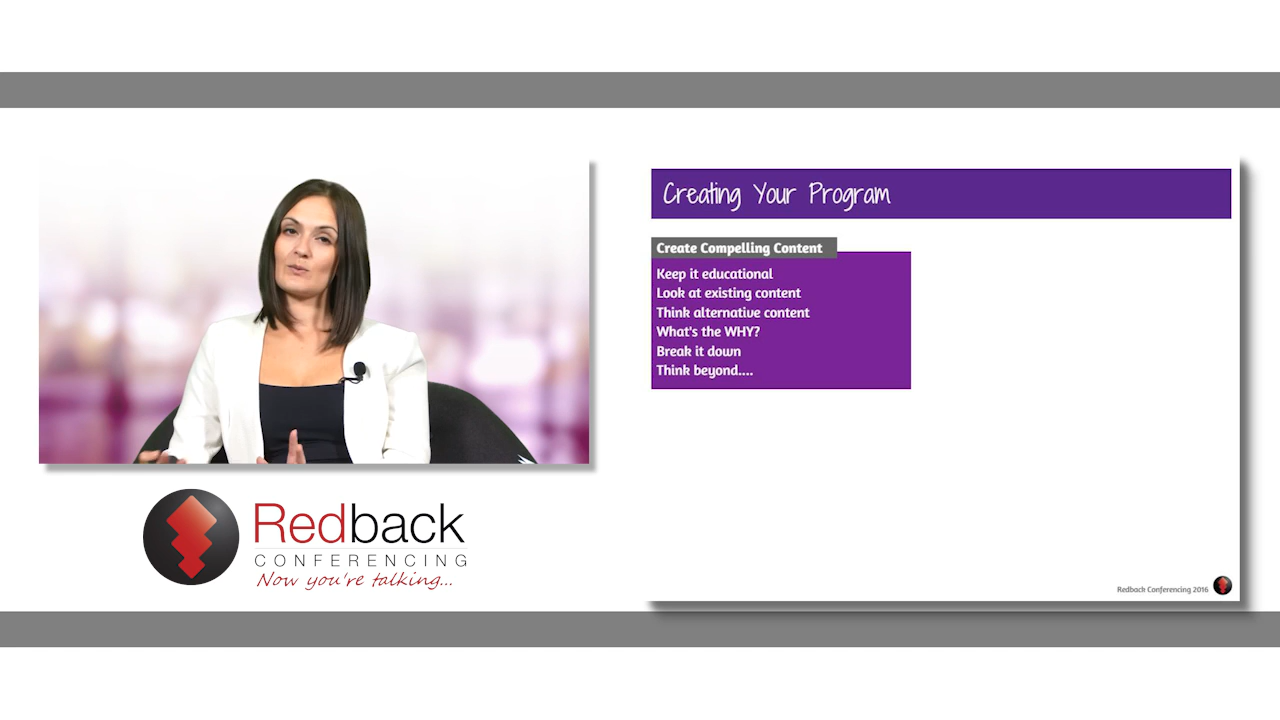 Creating Your Program
Create Compelling Content
Keep it educational
Look at existing content
Think alternative content
What's the WHY?
Break it down
Think beyond....
Redback
CONFERENCING
Now you're talking...
Redback Conferencing 2016